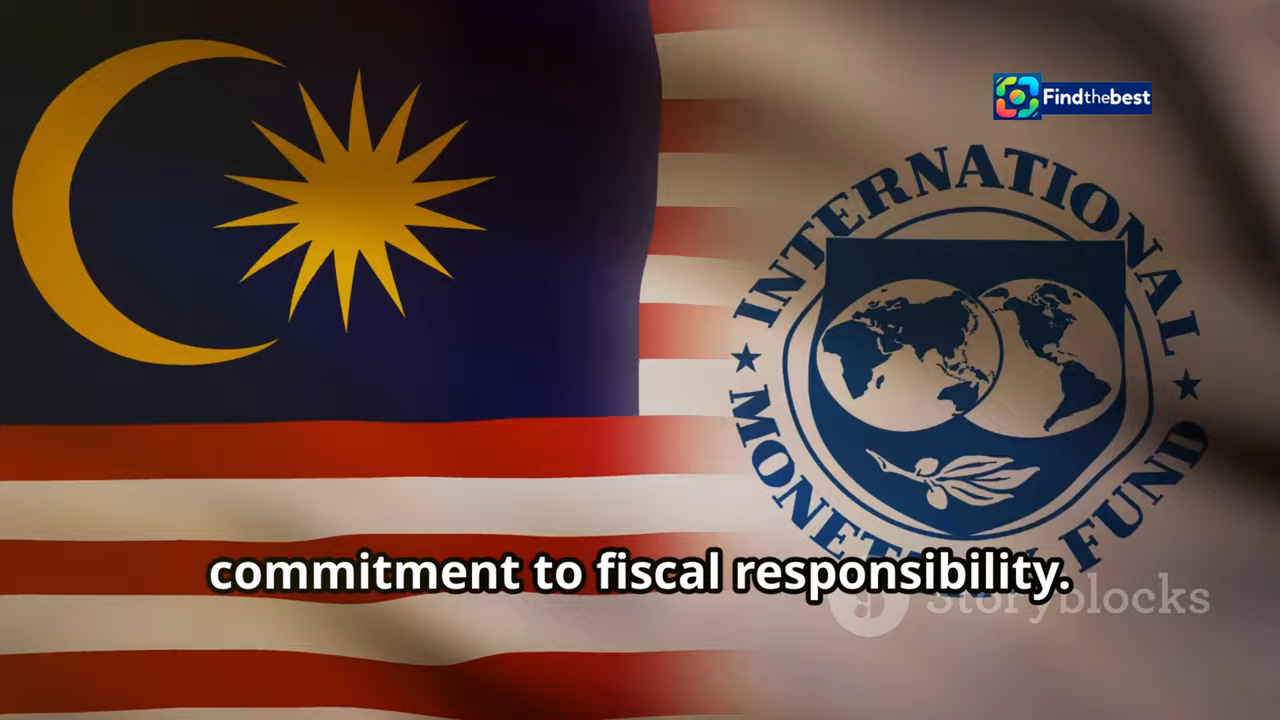 Findthebest
INTERNATIONAL
MONETARY FUND
commitment to fiscal responsibility.
Storyblocks